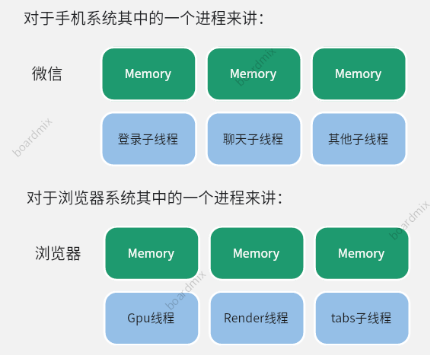 对于手机系统其中的一个进程来讲：
微信
Memory Memory Memory
登录子线程 聊天子线程 其他子线程
对于浏览器系统其中的一个进程来讲：
浏览器
Memory Memory Memory
Gpu线程 Render线程 tabs子线程
boardmix
boardmix
boardmix
boardmix